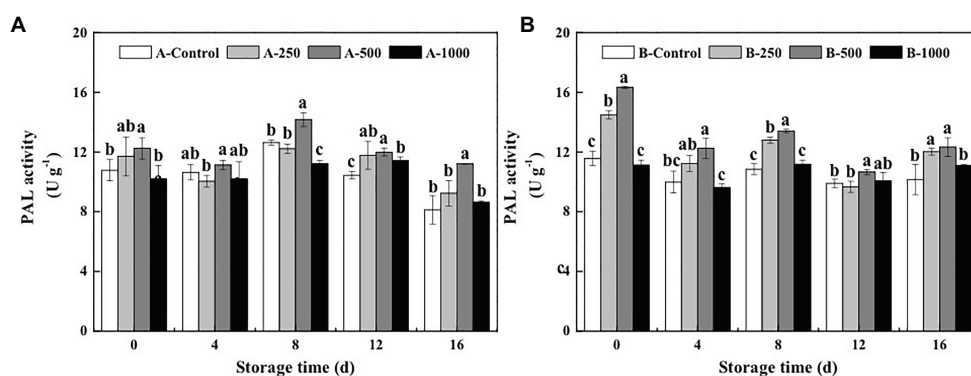 A
20
A-Control A-250 A-500 A-1000
16
12
8
4
0
PAL activity
(U g-1)
b ab a b
ab b a ab
b b a c
c ab a b
b b a b
0 4 8 12 16
Storage time (d)
B
20
B-Control B-250 B-500 B-1000
16
12
8
c 4
0
PAL activity
(U g-1)
c b a c
bc ab a c
c b a c
b b a ab
b a a b
0 4 8 12 16
Storage time (d)